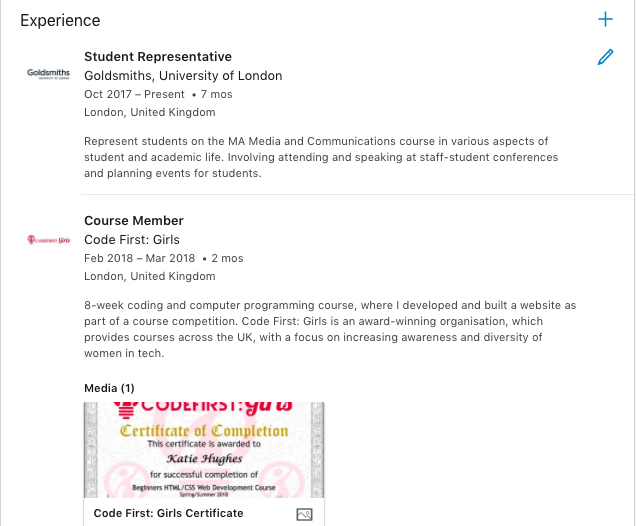 Experience
Student Representative
Goldsmiths
UNIVERSITY OF LONDON
Goldsmiths, University of London
Oct 2017 – Present • 7 mos
London, United Kingdom
Represent students on the MA Media and Communications course in various aspects of
student and academic life. Involving attending and speaking at staff-student conferences
and planning events for students.
Course Member
CODEFIRST: Girls
Code First: Girls
Feb 2018 – Mar 2018 • 2 mos
London, United Kingdom
8-week coding and computer programming course, where I developed and built a website as
part of a course competition. Code First: Girls is an award-winning organisation, which
provides courses across the UK, with a focus on increasing awareness and diversity of
women in tech.
Media (1)
CODEFIRST: Girls
Certificate of Completion
This certificate is awarded to
Katie Hughes
for successful completion of
Beginners HTML/CSS Web Development Course
Spring/Summer 2018
Code First: Girls Certificate